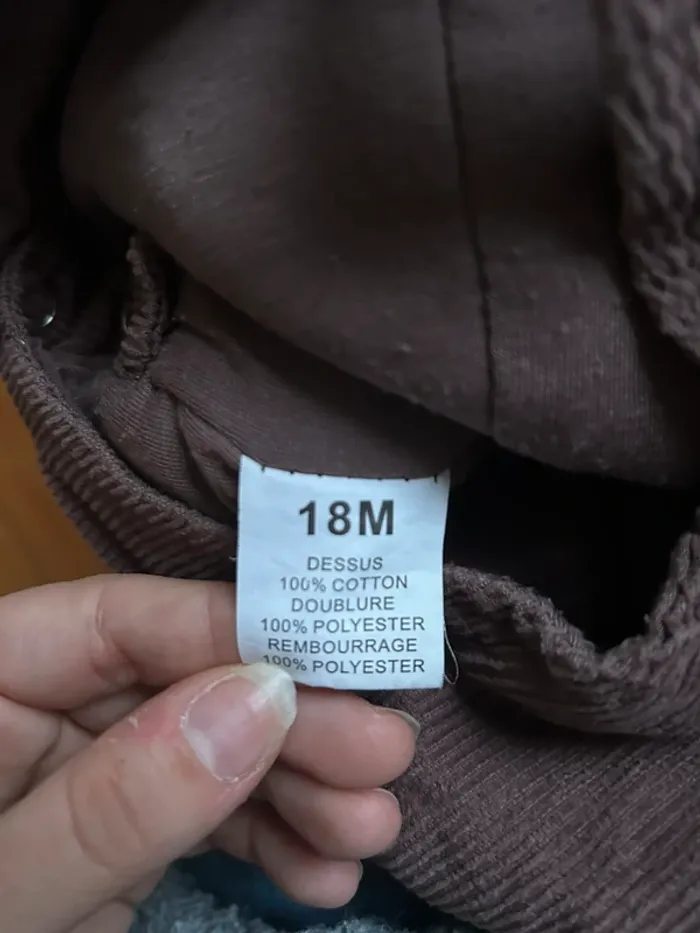 18M
DESSUS
100% COTTON
DOUBLURE
100% POLYESTER
REMBOURRAGE
100% POLYESTER